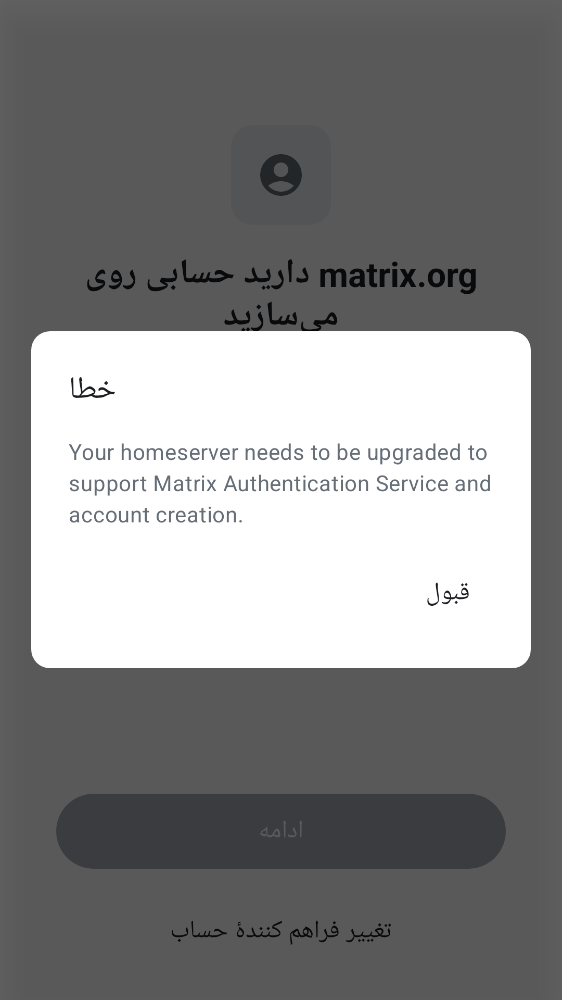 دارید حسابی روی matrix.org
می‌سازید
خطا
Your homeserver needs to be upgraded to
support Matrix Authentication Service and
account creation.
قبول
ادامه
تغییر فراهم کنندهٔ حساب